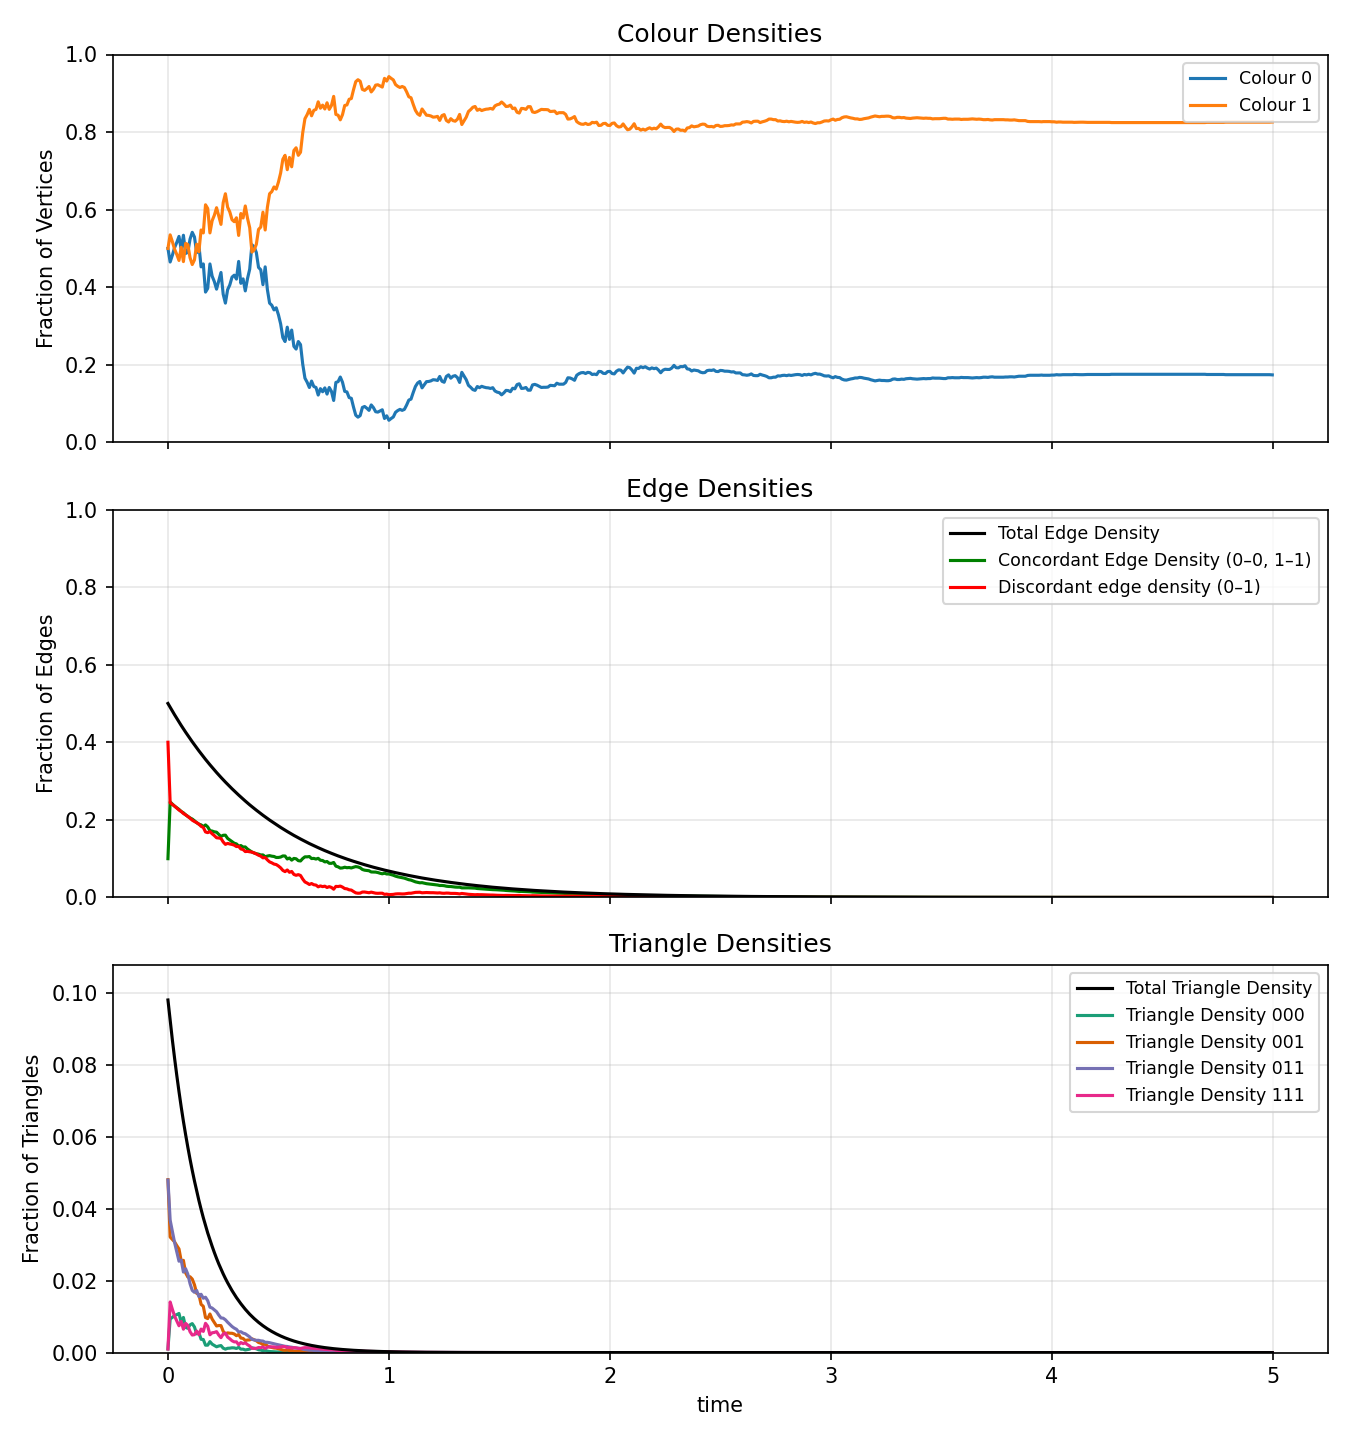 Colour Densities
1.0
0.8
0.6
0.4
0.2
0.0
Fraction of Vertices
Colour 0
Colour 1
Edge Densities
1.0
0.8
0.6
0.4
0.2
0.0
Fraction of Edges
Total Edge Density
Concordant Edge Density (0–0, 1–1)
Discordant edge density (0–1)
Triangle Densities
0.10
0.08
0.06
0.04
0.02
0.00
Fraction of Triangles
Total Triangle Density
Triangle Density 000
Triangle Density 001
Triangle Density 011
Triangle Density 111
0 1 2 3 4 5
time